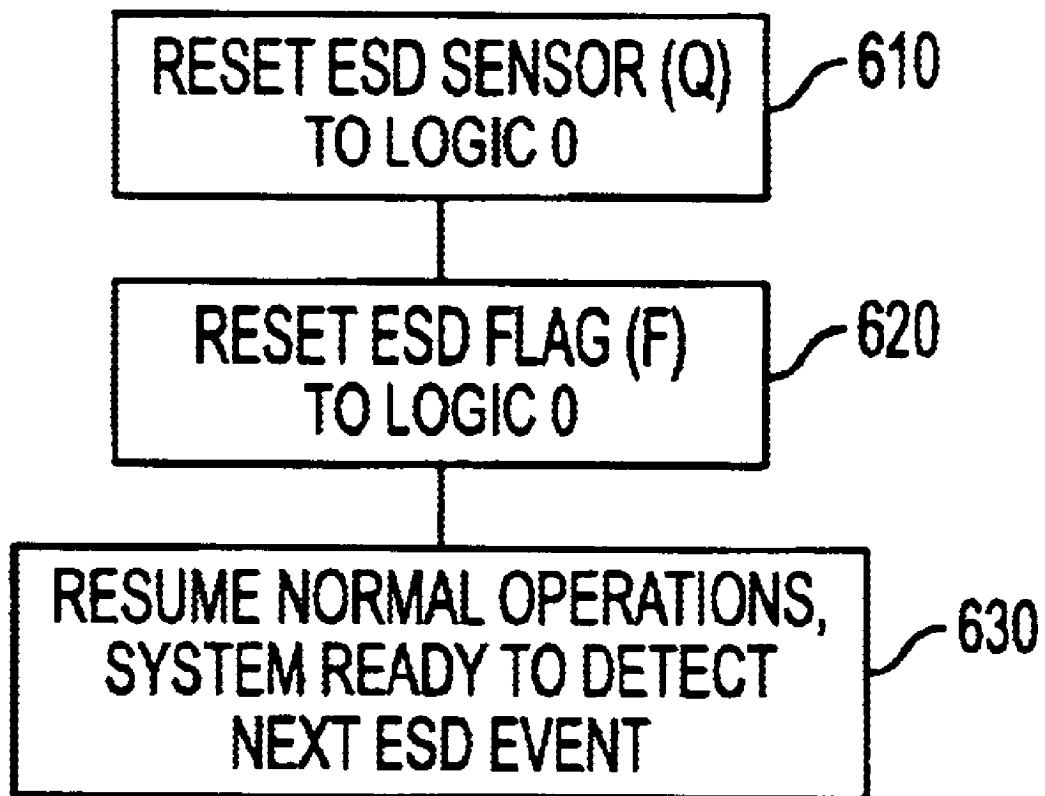 RESET ESD SENSOR (Q)
TO LOGIC 0
610
RESET ESD FLAG (F)
TO LOGIC 0
620
RESUME NORMAL OPERATIONS,
SYSTEM READY TO DETECT
NEXT ESD EVENT
630